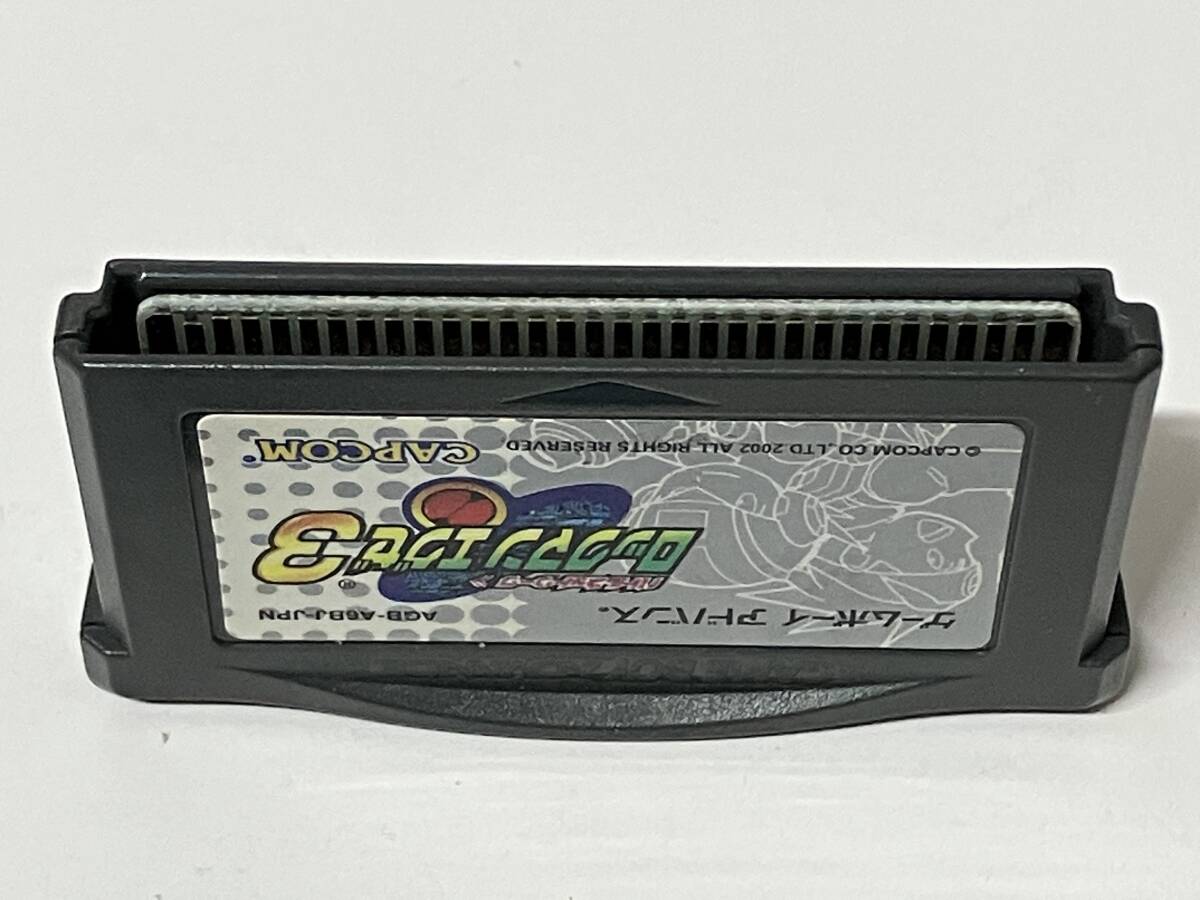 ゲームボーイ アドバンス。
AGB-A6BJ-JPN
ロックマンエグゼ3®
© CAPCOM CO., LTD 2002 ALL RIGHTS RESERVED.
CAPCOM®